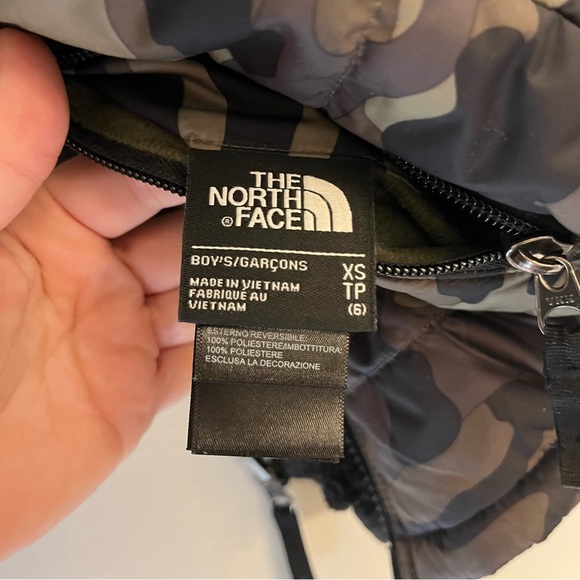 THE
NORTH
® FACE
BOY'S/GARÇONS
XS
MADE IN VIETNAM
TP
FABRIQUÉ AU
VIETNAM
(6)
ESTERNO REVERSIBILE:
100% POLIESTERE/IMBOTTITURA:
100% POLIESTERE
ESCLUSA LA DECORAZIONE